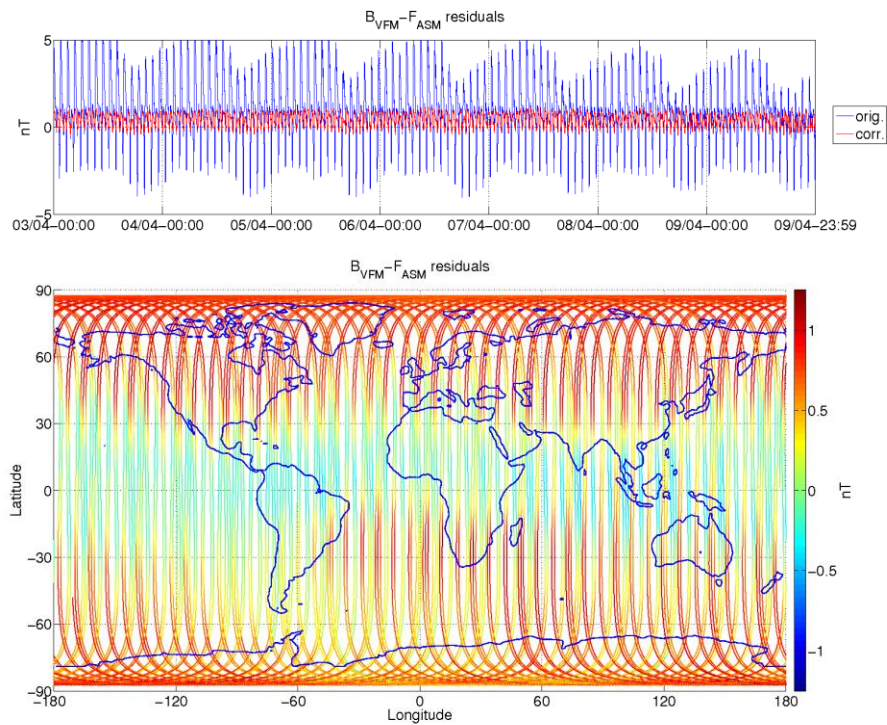 B_VFM–F_ASM residuals
5
0
−5
nT
orig.
corr.
03/04–00:00 04/04–00:00 05/04–00:00 06/04–00:00 07/04–00:00 08/04–00:00 09/04–00:00 09/04–23:59
B_VFM–F_ASM residuals
90
60
30
0
−30
−60
−90
Latitude
−180 −120 −60 0 60 120 180
Longitude
1
0.5
0
−0.5
−1
nT